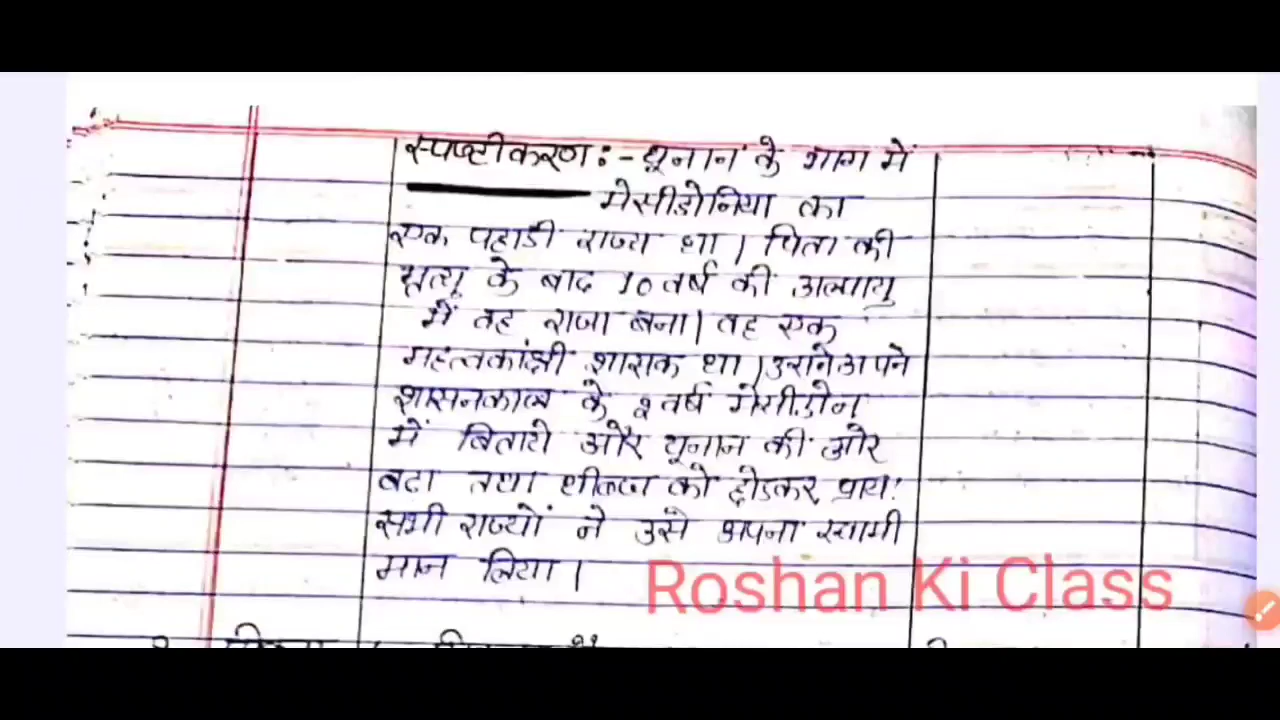 स्पष्टीकरण :- यूनान के भाग में
मेसीडोनिया का
एक पहाडी राज्य था । पिता की
मृत्यू के बाद 20 वर्ष की अल्पायु
में वह राजा बना । वह एक
महत्वकांक्षी शासक था । उसने अपने
शासनकाल के 2 वर्ष मेसीडोन
में बिताये और यूनान की ओर
बढा तथा थीब्ज को छोडकर प्राय:
सभी राज्यों ने उसे अपना स्वामी
मान लिया ।
Roshan Ki Class